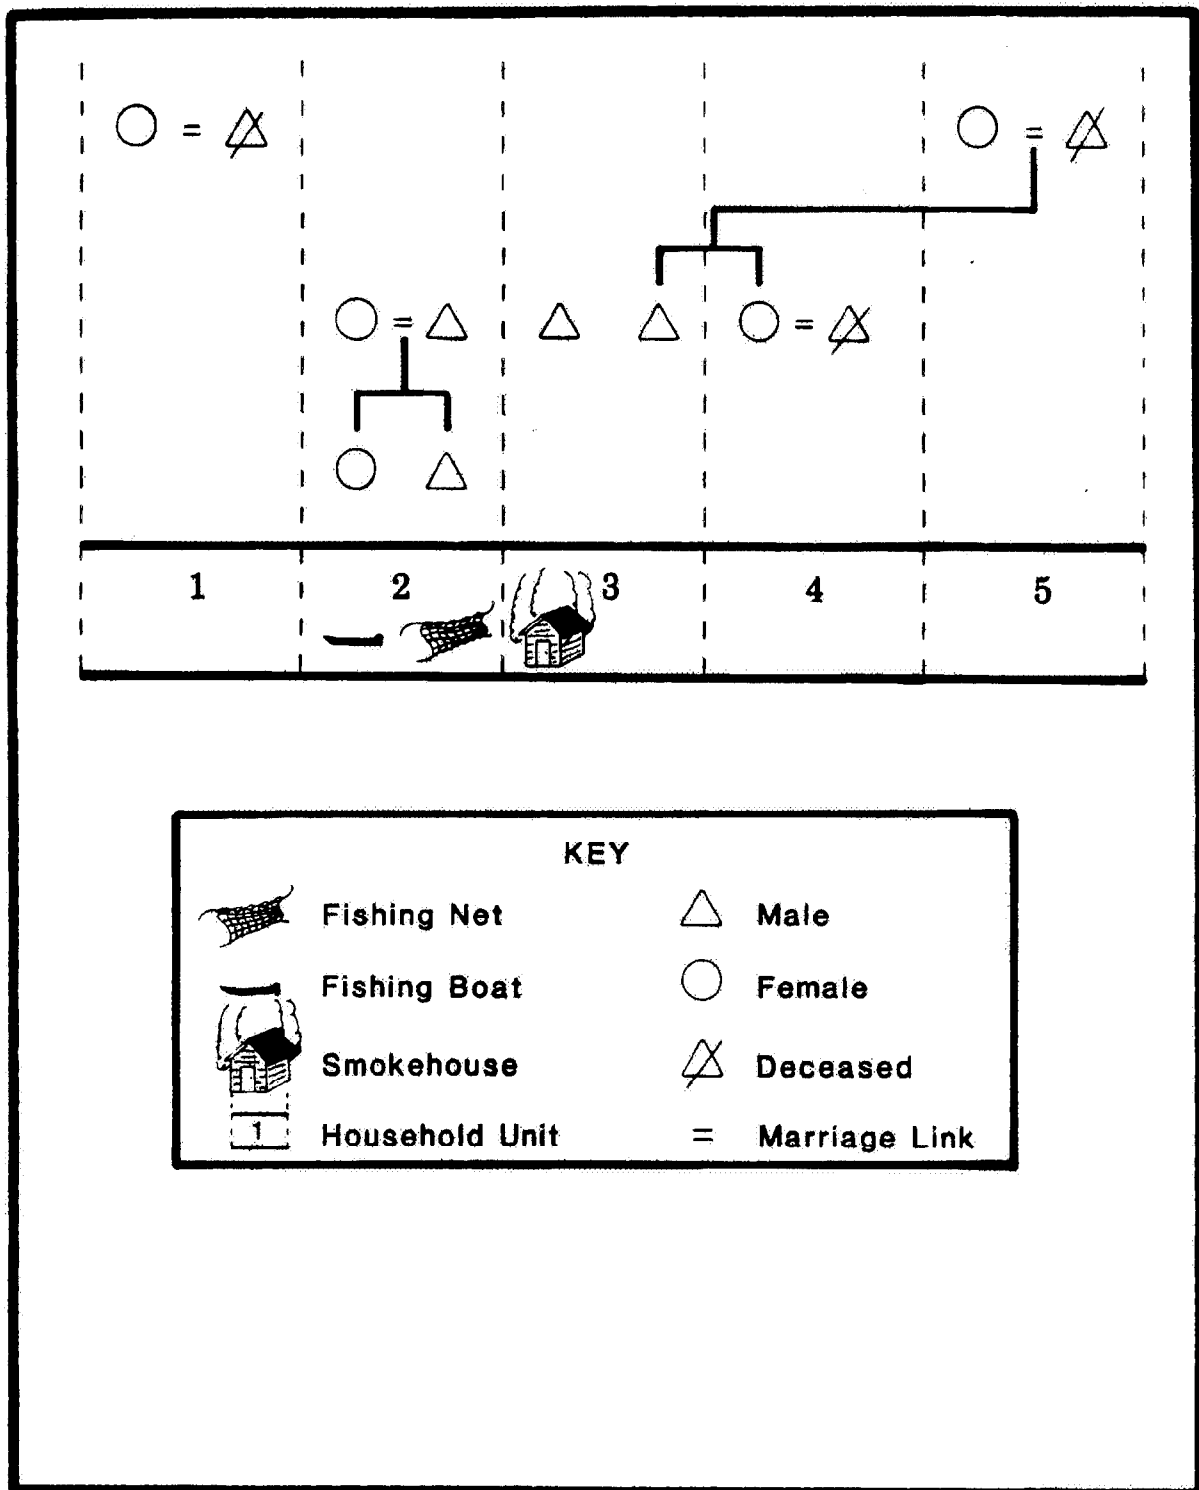 = =
= =
1 2 3 4 5
KEY
Fishing Net Male
Fishing Boat Female
Smokehouse Deceased
1 Household Unit = Marriage Link